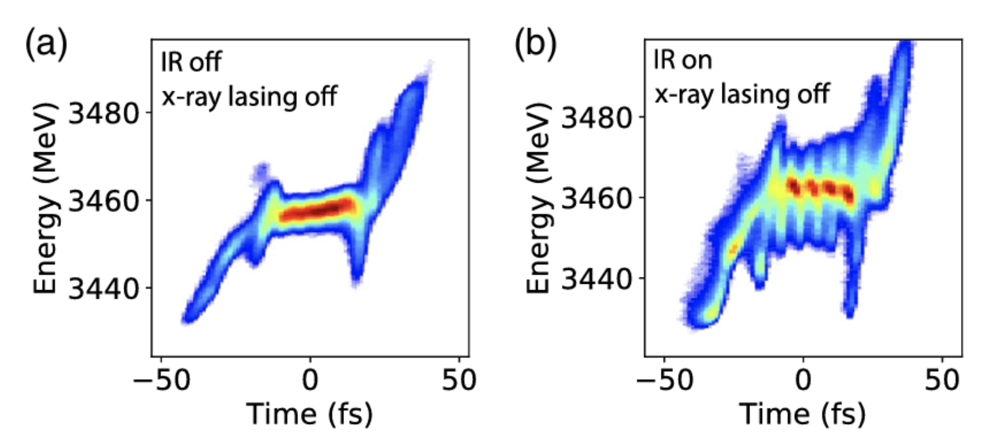 (a)
IR off
x-ray lasing off
Energy (MeV)
3480
3460
3440
−50 0 50
Time (fs)
(b)
IR on
x-ray lasing off
Energy (MeV)
3480
3460
3440
−50 0 50
Time (fs)